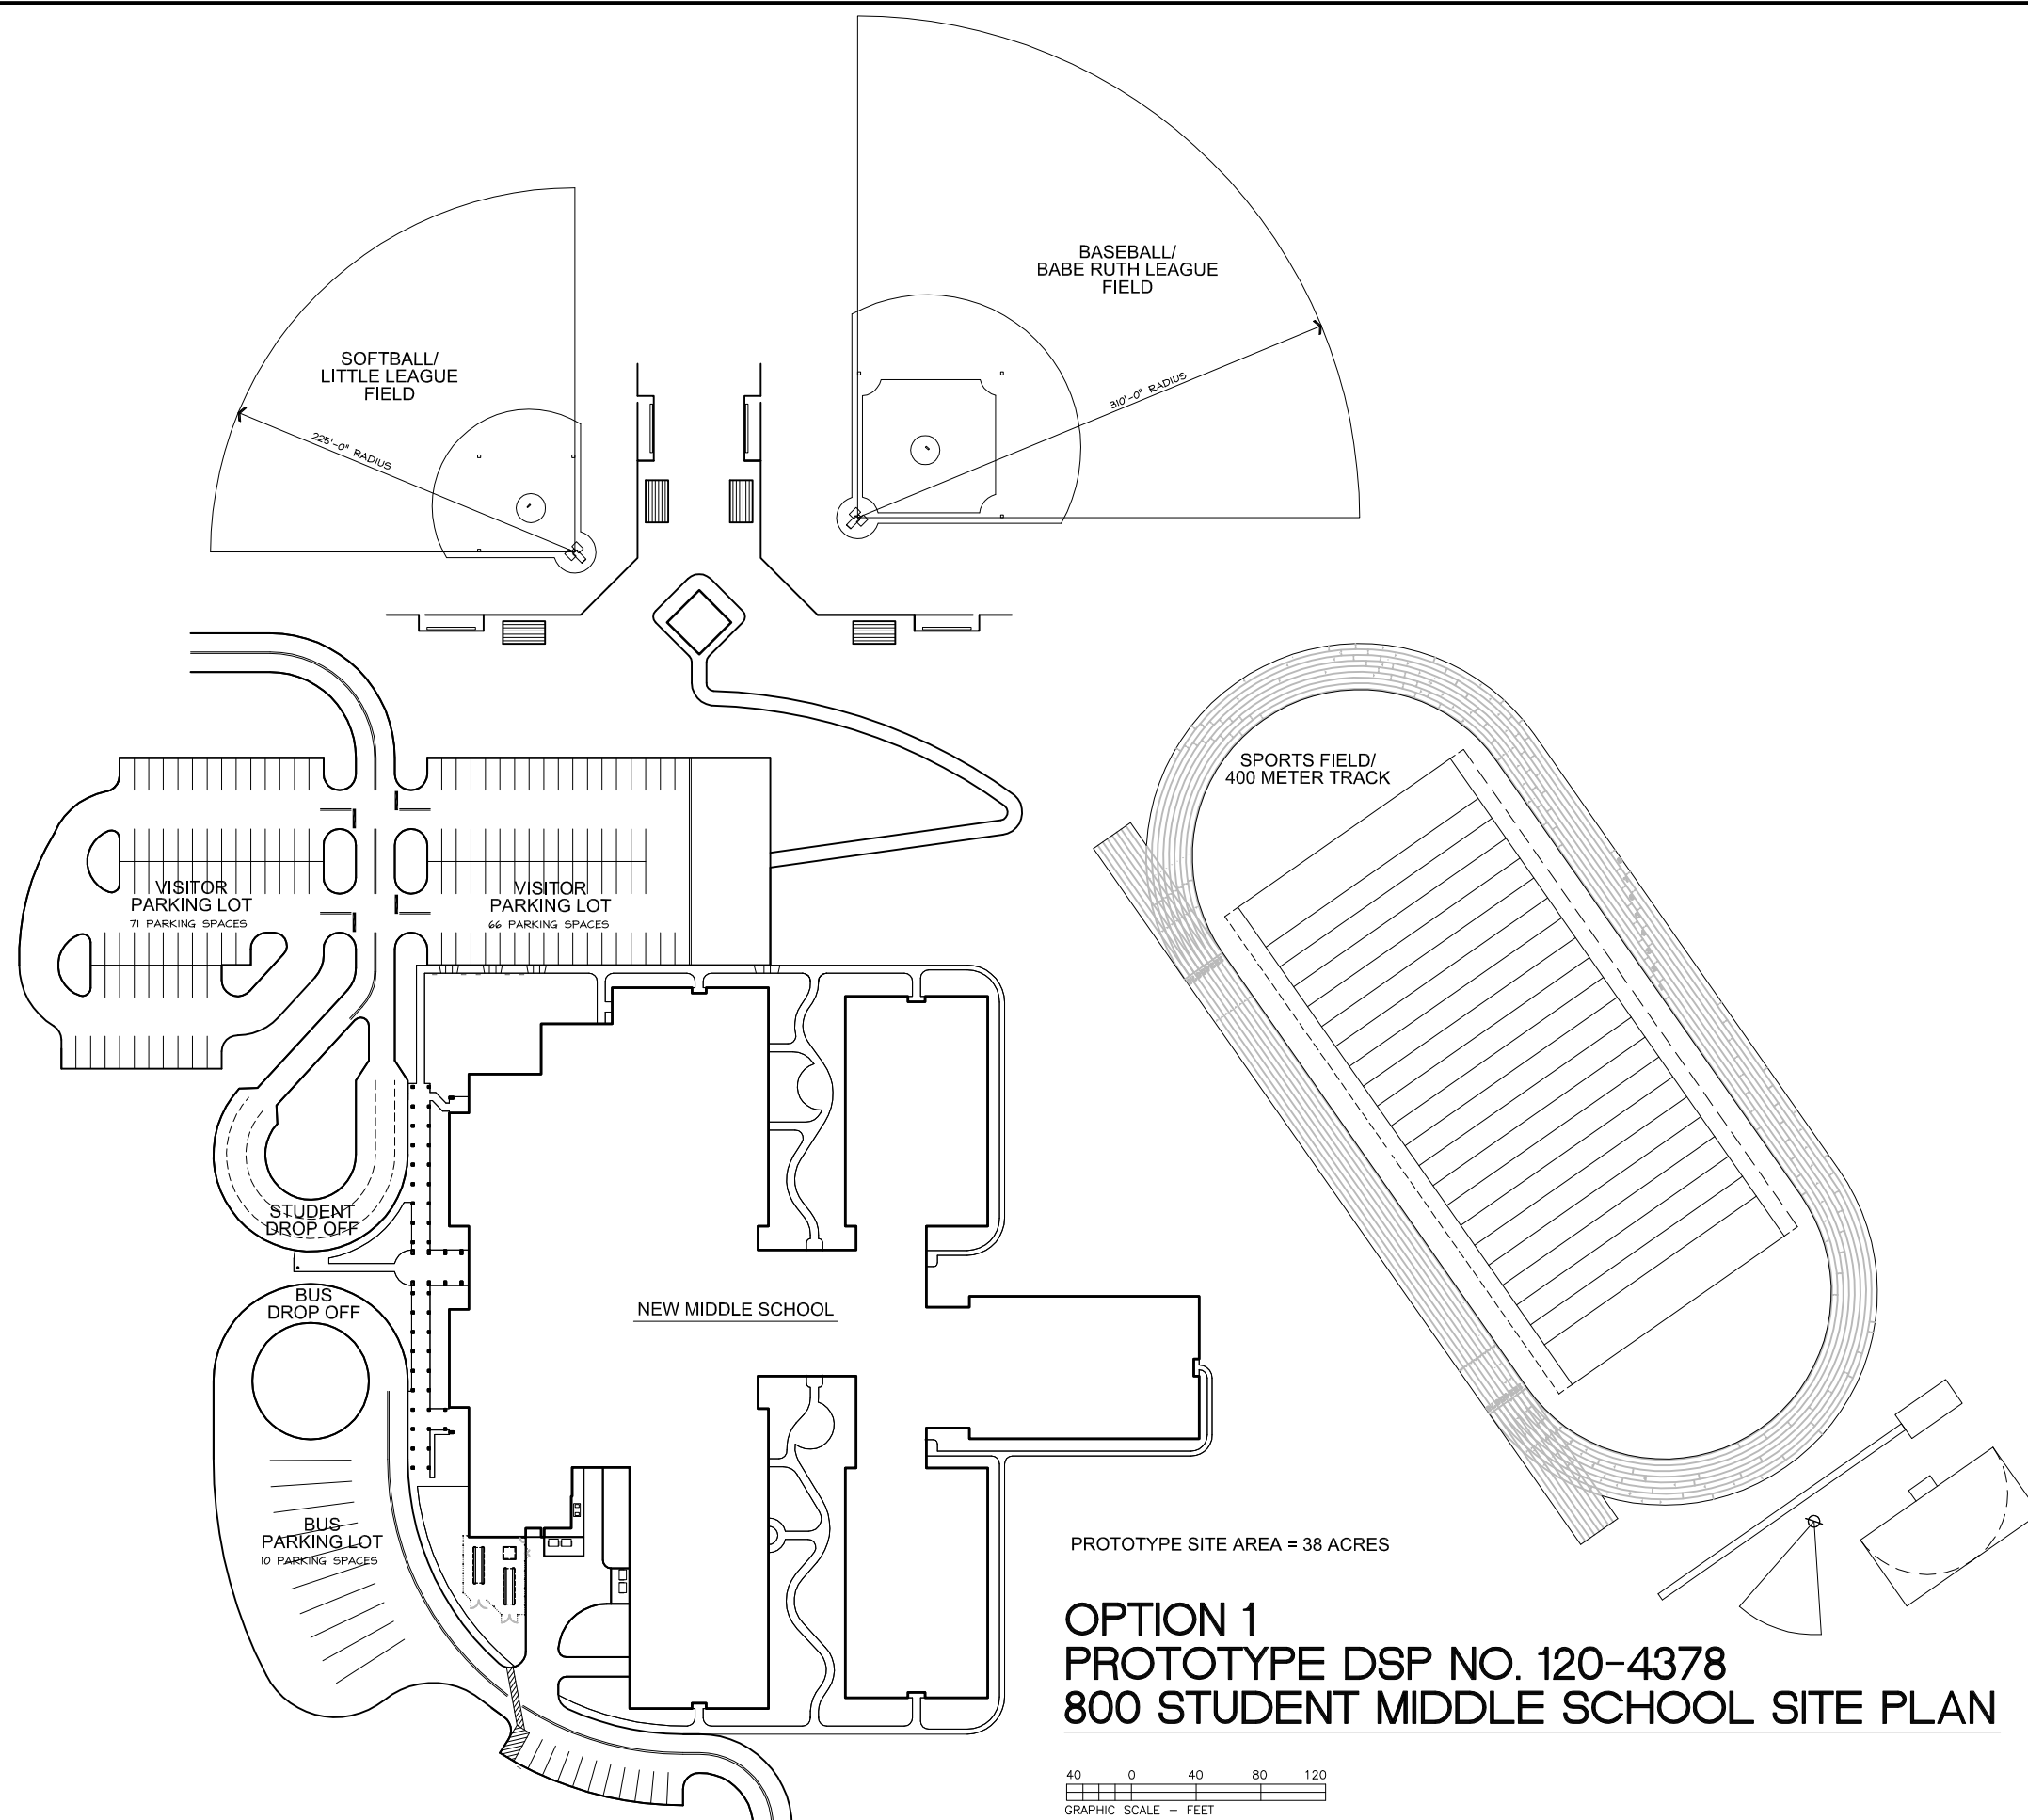 BASEBALL/
BABE RUTH LEAGUE
FIELD
310'-0" RADIUS
SOFTBALL/
LITTLE LEAGUE
FIELD
225'-0" RADIUS
SPORTS FIELD/
400 METER TRACK
VISITOR
PARKING LOT
71 PARKING SPACES
VISITOR
PARKING LOT
66 PARKING SPACES
STUDENT
DROP OFF
BUS
DROP OFF
NEW MIDDLE SCHOOL
BUS
PARKING LOT
10 PARKING SPACES
PROTOTYPE SITE AREA = 38 ACRES
OPTION 1
PROTOTYPE DSP NO. 120-4378
800 STUDENT MIDDLE SCHOOL SITE PLAN
40 0 40 80 120
GRAPHIC SCALE - FEET